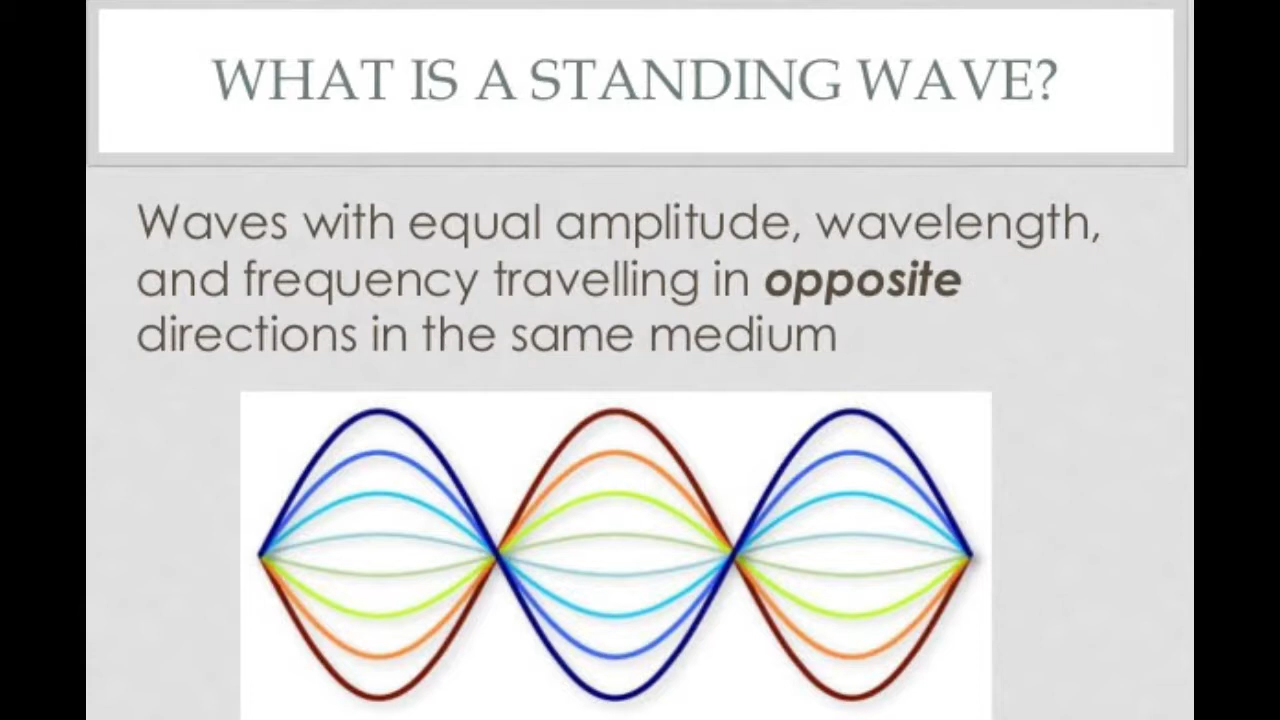 WHAT IS A STANDING WAVE?
Waves with equal amplitude, wavelength,
and frequency travelling in opposite
directions in the same medium